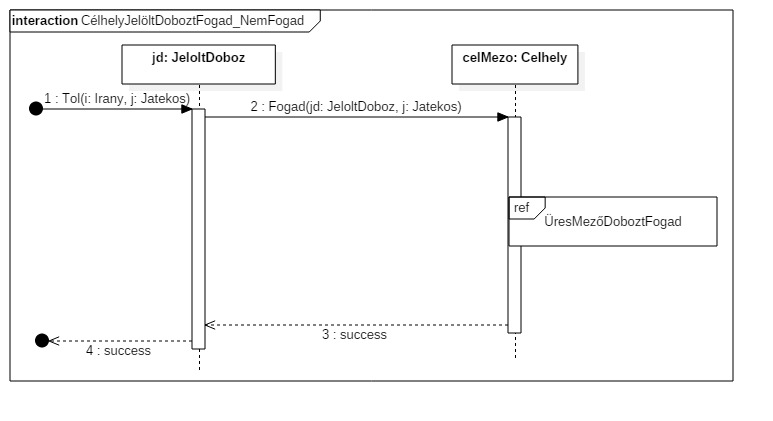 interaction CélhelyJelöltDoboztFogad_NemFogad
jd: JeloltDoboz
celMezo: Celhely
1 : Tol(i: Irany, j: Jatekos)
2 : Fogad(jd: JeloltDoboz, j: Jatekos)
ref
ÜresMezőDoboztFogad
3 : success
4 : success